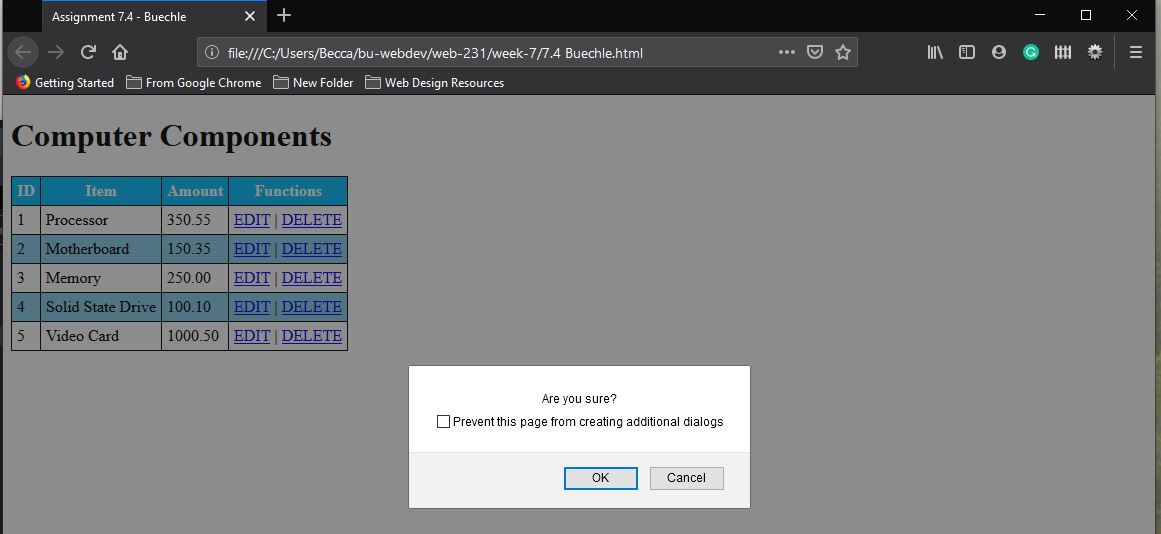 Assignment 7.4 - Buechle
file:///C:/Users/Becca/bu-webdev/web-231/week-7/7.4 Buechle.html
Getting Started From Google Chrome New Folder Web Design Resources
Computer Components
ID Item Amount Functions
1 Processor 350.55 EDIT | DELETE
2 Motherboard 150.35 EDIT | DELETE
3 Memory 250.00 EDIT | DELETE
4 Solid State Drive 100.10 EDIT | DELETE
5 Video Card 1000.50 EDIT | DELETE
Are you sure?
Prevent this page from creating additional dialogs
OK Cancel